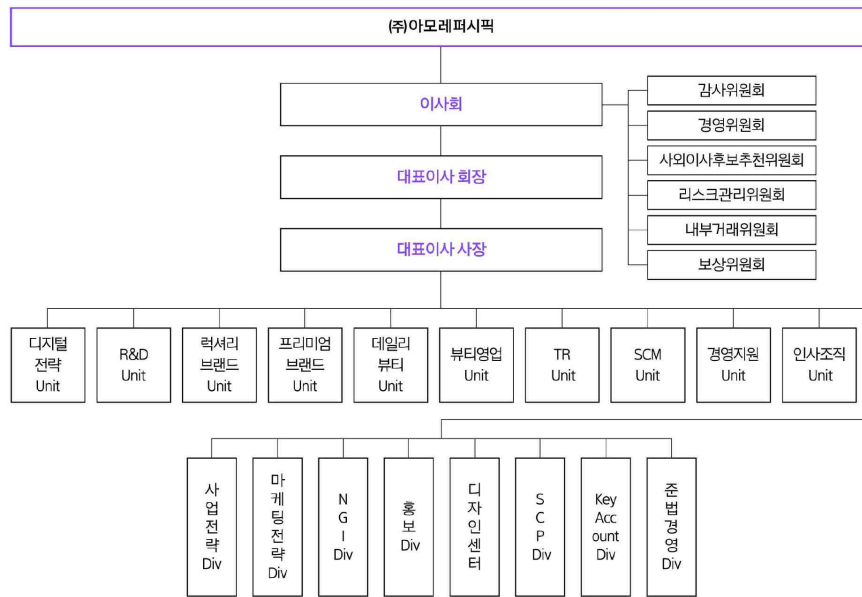 (주)아모레퍼시픽
이사회
감사위원회
경영위원회
사외이사후보추천위원회
리스크관리위원회
내부거래위원회
보상위원회
대표이사 회장
대표이사 사장
디지털
전략
Unit
R&D
Unit
럭셔리
브랜드
Unit
프리미엄
브랜드
Unit
데일리
뷰티
Unit
뷰티영업
Unit
TR
Unit
SCM
Unit
경영지원
Unit
인사조직
Unit
사
업
전
략
Div
마
케
팅
전
략
Div
N
G
I
Div
홍
보
Div
디
자
인
센
터
S
C
P
Div
Key
Acc
ount
Div
준
법
경
영
Div